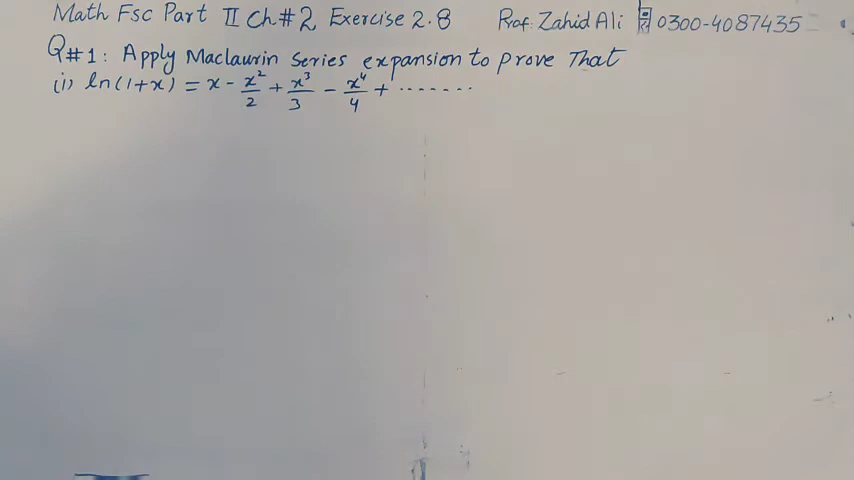 Math Fsc Part II Ch#2 Exercise 2.8 Prof. Zahid Ali 0300-4087435
Q#1: Apply Maclaurin Series expansion to prove That
(i) ln(1+x) = x - x²/2 + x³/3 - x⁴/4 + .......